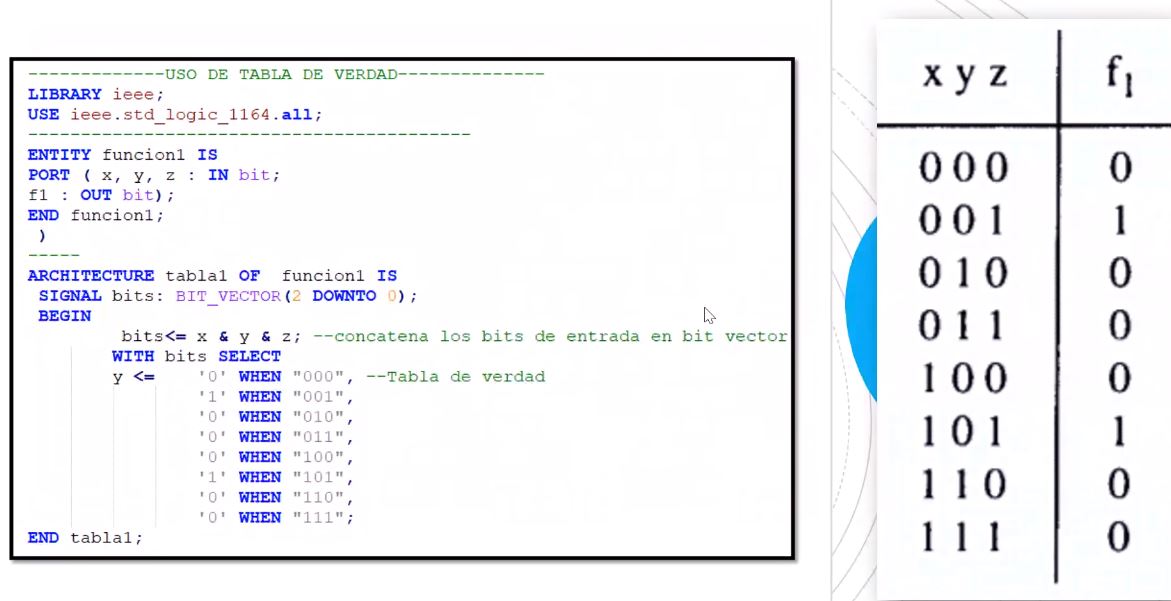 -------------USO DE TABLA DE VERDAD--------------
LIBRARY ieee;
USE ieee.std_logic_1164.all;
------------------------------------------
ENTITY funcion1 IS
PORT ( x, y, z : IN bit;
f1 : OUT bit);
END funcion1;
)
-----
ARCHITECTURE tabla1 OF funcion1 IS
SIGNAL bits: BIT_VECTOR(2 DOWNTO 0);
BEGIN
bits<= x & y & z; --concatena los bits de entrada en bit vector
WITH bits SELECT
y <= '0' WHEN "000", --Tabla de verdad
'1' WHEN "001",
'0' WHEN "010",
'0' WHEN "011",
'0' WHEN "100",
'1' WHEN "101",
'0' WHEN "110",
'0' WHEN "111";
END tabla1;
x y z f1
0 0 0 0
0 0 1 1
0 1 0 0
0 1 1 0
1 0 0 0
1 0 1 1
1 1 0 0
1 1 1 0